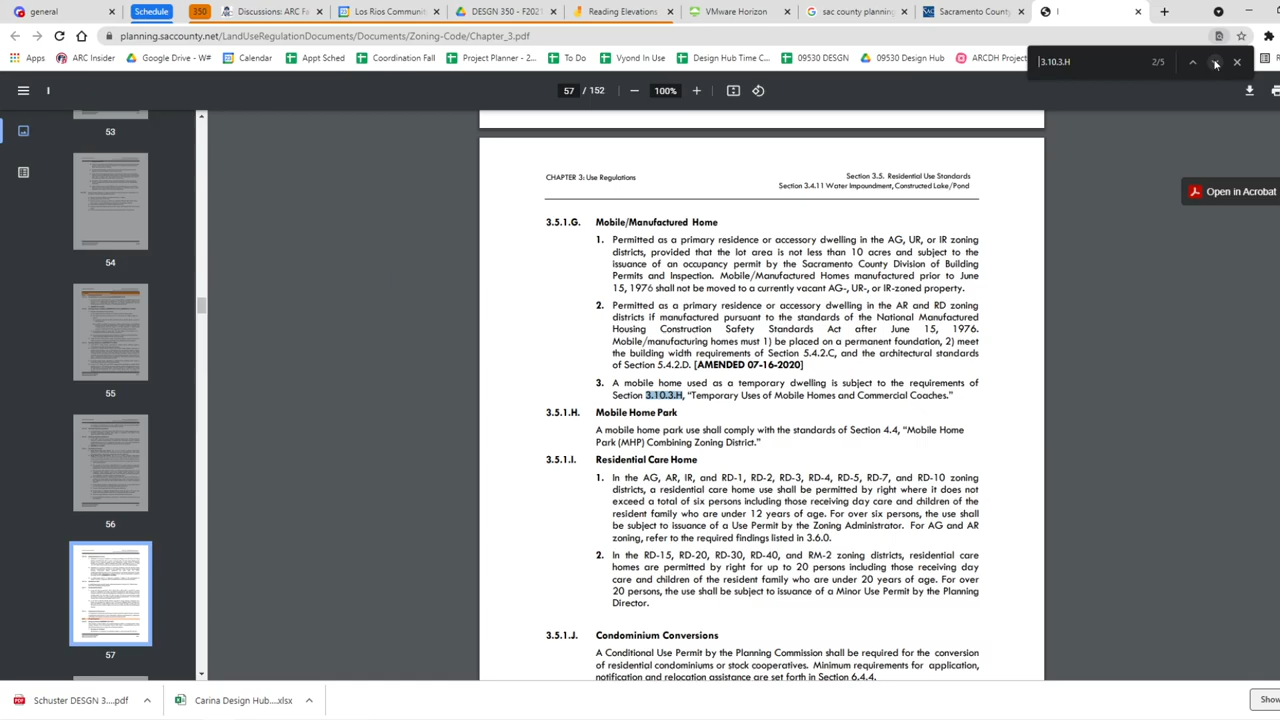 general
Schedule
350
Discussions: ARC Fa
Los Rios Communit
DESGN 350 - F2021
Reading Elevations
VMware Horizon
sac city planning
Sacramento County
I
planning.saccounty.net/LandUseRegulationDocuments/Documents/Zoning-Code/Chapter_3.pdf
Apps
ARC Insider
Google Drive - W#
Calendar
Appt Sched
Coordination Fall
Project Planner - 2...
To Do
Vyond In Use
Design Hub Time C
09530 DESGN
09530 Design Hub
ARCDH Projec
3.10.3.H
2/5
I
57 / 152
100%
Open in Acrobat
53
54
55
56
57
CHAPTER 3: Use Regulations
Section 3.5. Residential Use Standards
Section 3.4.11 Water Impoundment, Constructed Lake/Pond
3.5.1.G. Mobile/Manufactured Home
1. Permitted as a primary residence or accessory dwelling in the AG, UR, or IR zoning
districts, provided that the lot area is not less than 10 acres and subject to the
issuance of an occupancy permit by the Sacramento County Division of Building
Permits and Inspection. Mobile/Manufactured Homes manufactured prior to June
15, 1976 shall not be moved to a currently vacant AG-, UR-, or IR-zoned property.
2. Permitted as a primary residence or accessory dwelling in the AR and RD zoning
districts if manufactured pursuant to the standards of the National Manufactured
Housing Construction Safety Standards Act after June 15, 1976.
Mobile/manufacturing homes must 1) be placed on a permanent foundation, 2) meet
the building width requirements of Section 5.4.2.C, and the architectural standards
of Section 5.4.2.D. [AMENDED 07-16-2020]
3. A mobile home used as a temporary dwelling is subject to the requirements of
Section 3.10.3.H, “Temporary Uses of Mobile Homes and Commercial Coaches.”
3.5.1.H. Mobile Home Park
A mobile home park use shall comply with the standards of Section 4.4, “Mobile Home
Park (MHP) Combining Zoning District.”
3.5.1.I. Residential Care Home
1. In the AG, AR, IR, and RD-1, RD-2, RD-3, RD-4, RD-5, RD-7, and RD-10 zoning
districts, a residential care home use shall be permitted by right where it does not
exceed a total of six persons including those receiving day care and children of the
resident family who are under 12 years of age. For over six persons, the use shall
be subject to issuance of a Use Permit by the Zoning Administrator. For AG and AR
zoning, refer to the required findings listed in 3.6.0.
2. In the RD-15, RD-20, RD-30, RD-40, and RM-2 zoning districts, residential care
homes are permitted by right for up to 20 persons including those receiving day
care and children of the resident family who are under 20 years of age. For over
20 persons, the use shall be subject to issuance of a Minor Use Permit by the Planning
Director.
3.5.1.J. Condominium Conversions
A Conditional Use Permit by the Planning Commission shall be required for the conversion
of residential condominiums or stock cooperatives. Minimum requirements for application,
notification and relocation assistance are set forth in Section 6.4.4.
Schuster DESGN 3....pdf
Carina Design Hub....xlsx
Show